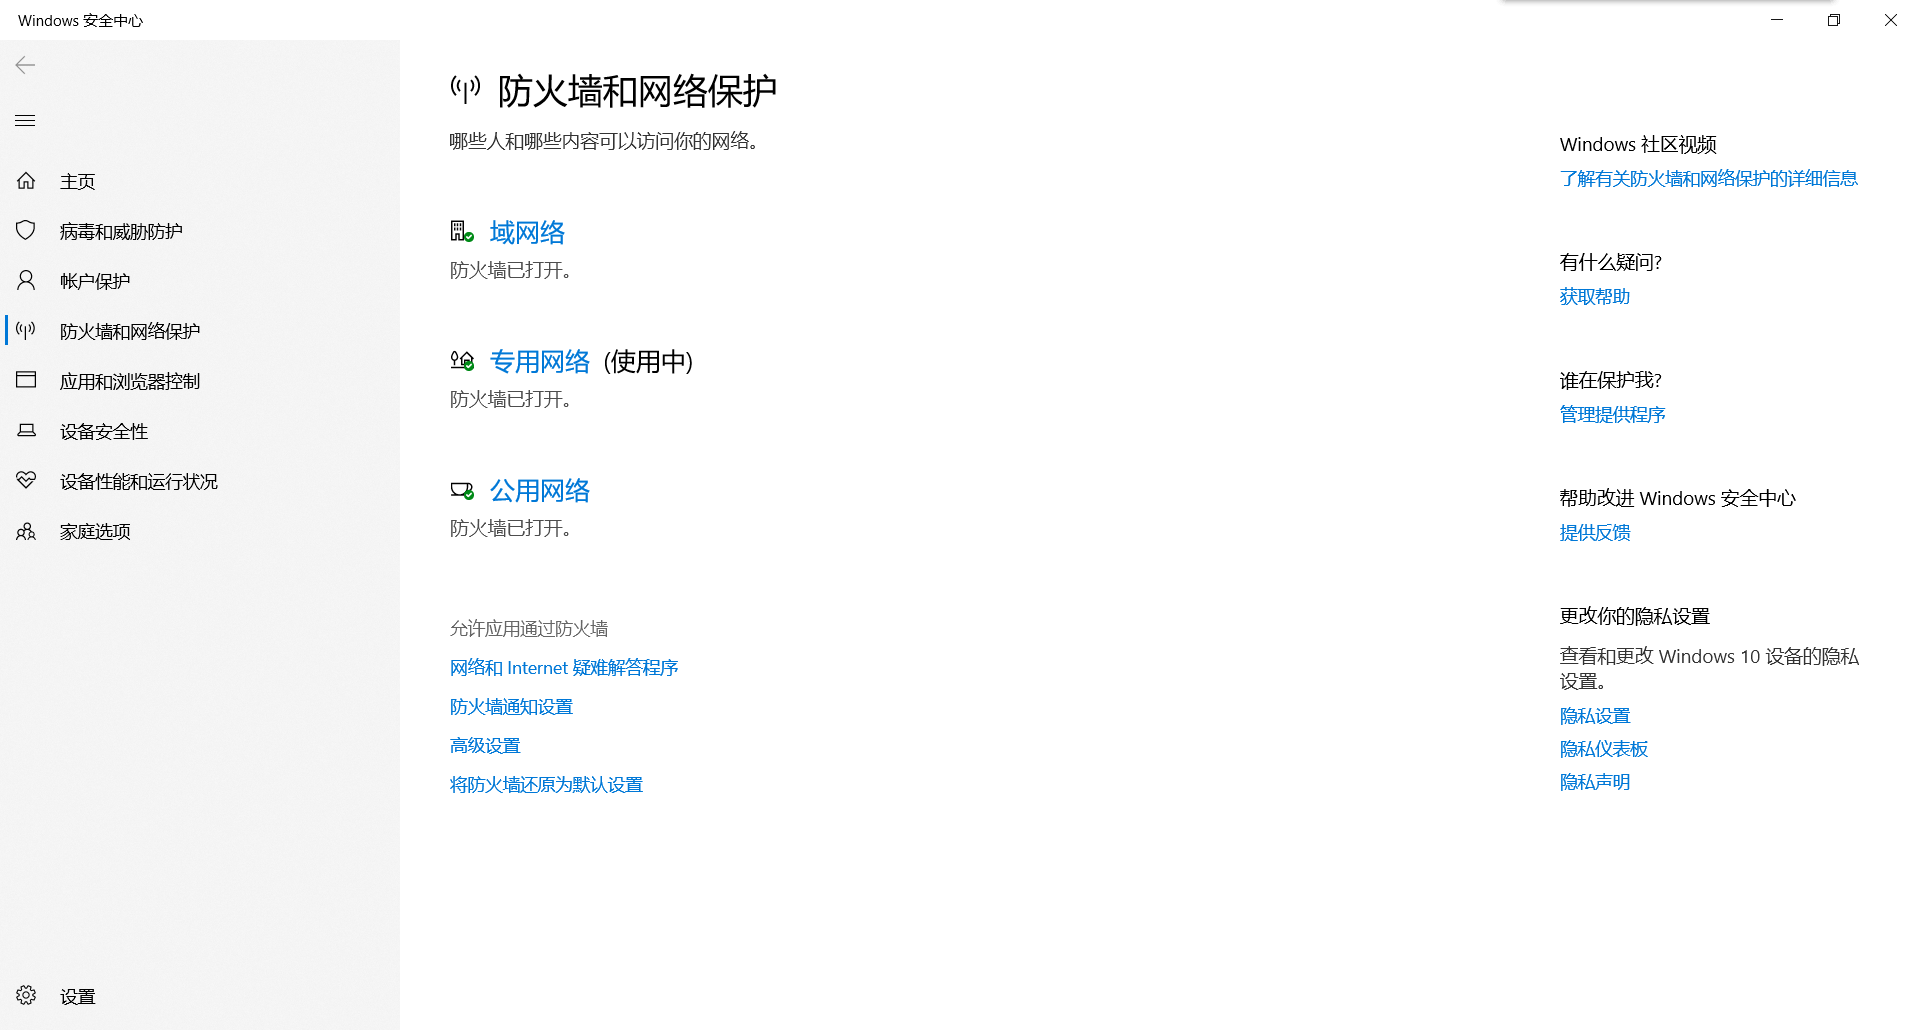 Windows 安全中心
主页
病毒和威胁防护
帐户保护
防火墙和网络保护
应用和浏览器控制
设备安全性
设备性能和运行状况
家庭选项
设置
防火墙和网络保护
哪些人和哪些内容可以访问你的网络。
域网络
防火墙已打开。
专用网络 (使用中)
防火墙已打开。
公用网络
防火墙已打开。
允许应用通过防火墙
网络和 Internet 疑难解答程序
防火墙通知设置
高级设置
将防火墙还原为默认设置
Windows 社区视频
了解有关防火墙和网络保护的详细信息
有什么疑问?
获取帮助
谁在保护我?
管理提供程序
帮助改进 Windows 安全中心
提供反馈
更改你的隐私设置
查看和更改 Windows 10 设备的隐私
设置。
隐私设置
隐私仪表板
隐私声明